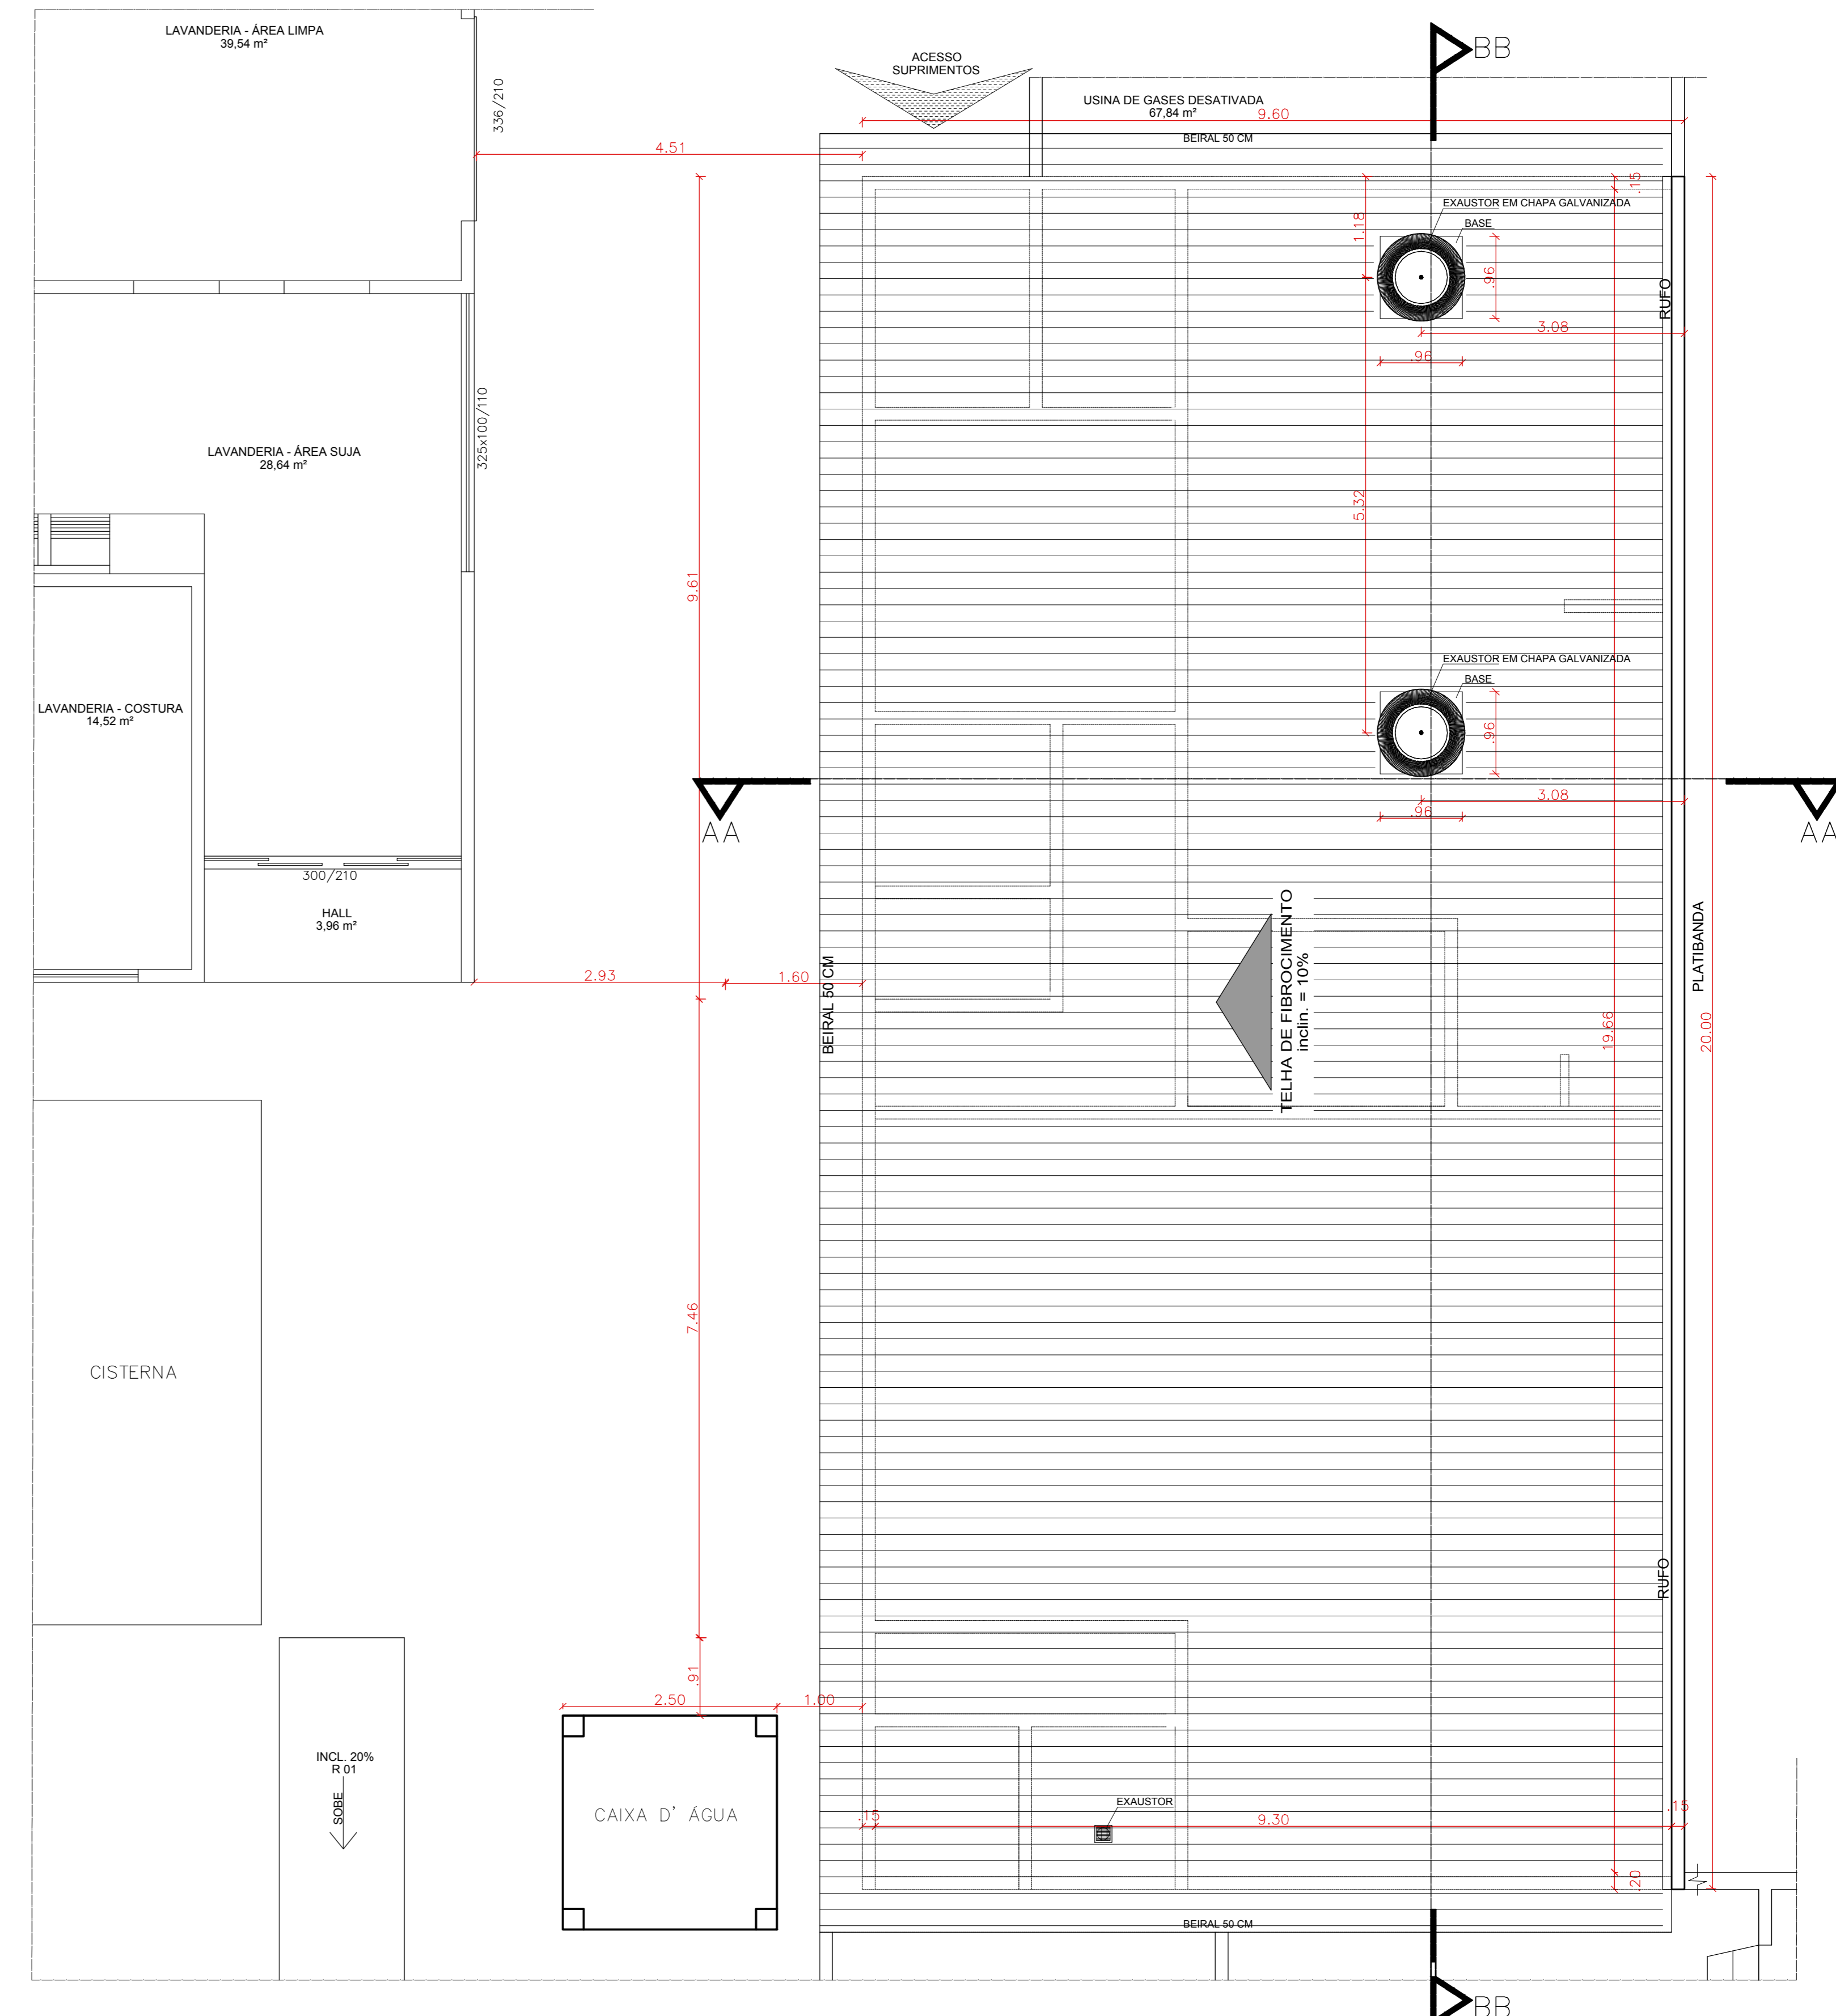 LAVANDERIA - ÁREA LIMPA
39,54 m²
336/210
ACESSO
SUPRIMENTOS
BB
USINA DE GASES DESATIVADA
67,84 m²
9.60
BEIRAL 50 CM
4.51
.15
EXAUSTOR EM CHAPA GALVANIZADA
BASE
1.18
.96
RUFO
3.08
.96
325x100/110
LAVANDERIA - ÁREA SUJA
28,64 m²
5.32
9.61
EXAUSTOR EM CHAPA GALVANIZADA
BASE
.96
LAVANDERIA - COSTURA
14,52 m²
3.08
.96
AA
AA
300/210
HALL
3,96 m²
TELHA DE FIBROCIMENTO
inclin. = 10%
PLATIBANDA
2.93
1.60
BEIRAL 50 CM
19.66
20.00
7.46
CISTERNA
RUFO
.91
2.50
1.00
INCL. 20%
R 01
SOBE
CAIXA D' ÁGUA
EXAUSTOR
.15
9.30
.15
.20
BEIRAL 50 CM
BB